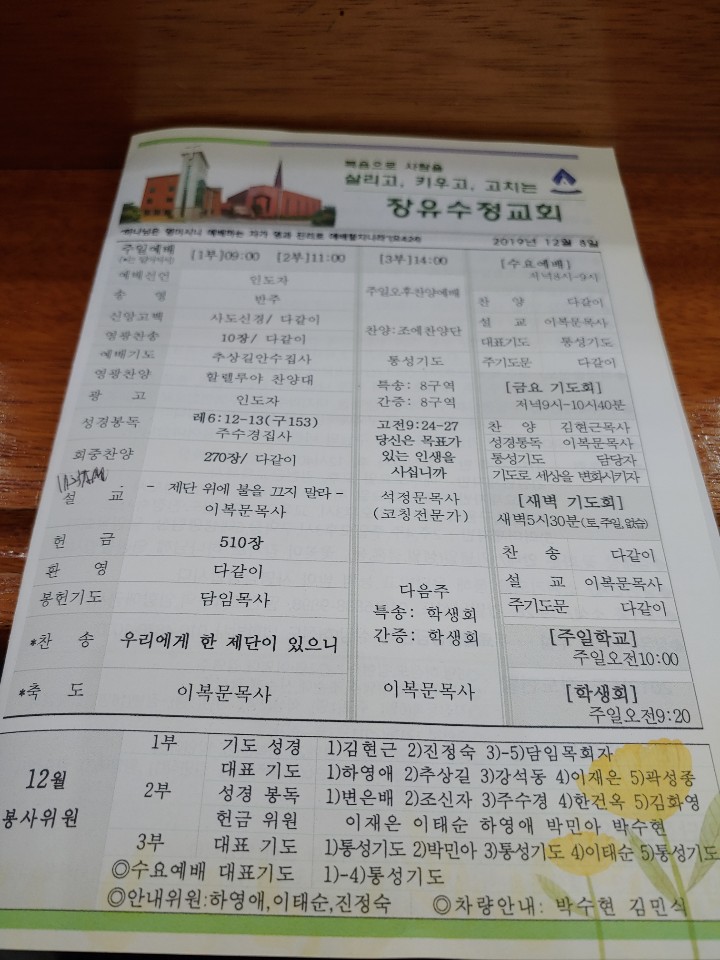 복음으로 사람을
살리고, 키우고, 고치는
장유수정교회
2019년 12월 8일
주일예배 [1부]09:00 [2부]11:00
예배선언 인도자
송 영 반주
신앙고백 사도신경/ 다같이
영광찬송 10장/ 다같이
예배기도 추상길안수집사
영광찬양 할렐루야 찬양대
광 고 인도자
성경봉독 레6:12-13(구153)
주수경집사
회중찬양 270장/ 다같이
설 교 - 제단 위에 불을 끄지 말라 -
이복문목사
헌 금 510장
환 영 다같이
봉헌기도 담임목사
*찬 송 우리에게 한 제단이 있으니
*축 도 이복문목사
[3부]14:00
주일오후찬양예배
찬양:조예찬양단
통성기도
특송: 8구역
간증: 8구역
고전9:24-27
당신은 목표가
있는 인생을
사십니까
석정문목사
(코칭전문가)
다음주
특송: 학생회
간증: 학생회
이복문목사
[수요예배]
저녁8시-9시
찬 양 다같이
설 교 이복문목사
대표기도 통성기도
주기도문 다같이
[금요 기도회]
저녁9시-10시40분
찬 양 김현근목사
성경통독 이복문목사
통성기도 담당자
기도로 세상을 변화시키자
[새벽 기도회]
새벽5시30분(토,주일,없습)
찬 송 다같이
설 교 이복문목사
주기도문 다같이
[주일학교]
주일오전10:00
[학생회]
주일오전9:20
12월
봉사위원
1부 기도 성경 1)김현근 2)진정숙 3)-5)담임목회자
2부 대표 기도 1)하영애 2)추상길 3)강석동 4)이재은 5)곽성종
성경 봉독 1)변은배 2)조신자 3)주수경 4)한건옥 5)김화영
헌금 위원 이재은 이태순 하영애 박민아 박수현
3부 대표 기도 1)통성기도 2)박민아 3)통성기도 4)이태순 5)통성기도
◎수요예배 대표기도 1)-4)통성기도
◎안내위원:하영애,이태순,진정숙 ◎차량안내: 박수현 김민식